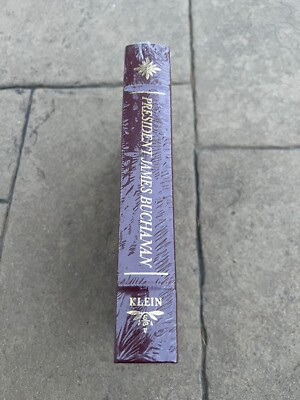 PRESIDENT JAMES BUCHANAN
KLEIN